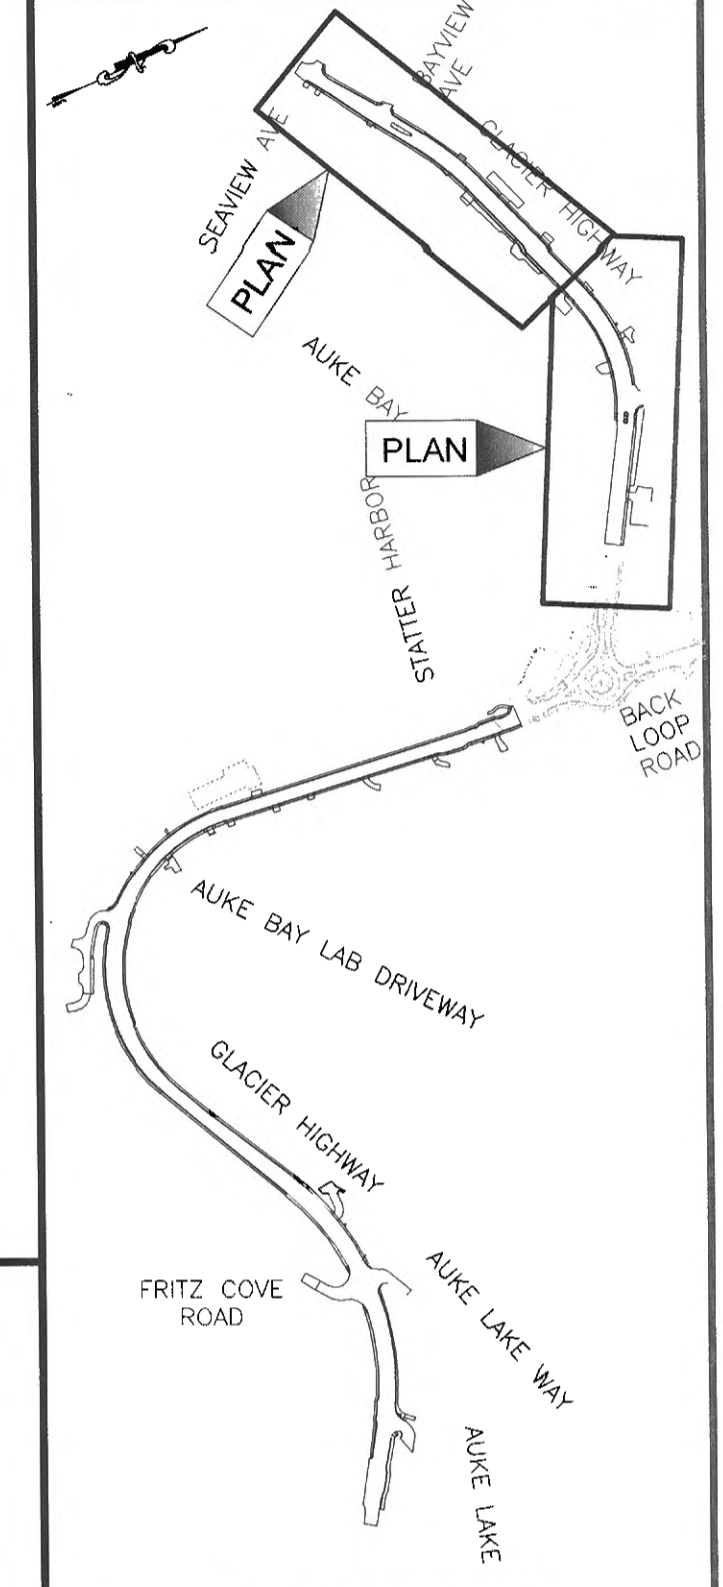 BAYVIEW
AVE
SEAVIEW AVE
GLACIER HIGHWAY
PLAN
AUKE BAY
PLAN
STATTER HARBOR
BACK
LOOP
ROAD
AUKE BAY LAB DRIVEWAY
GLACIER HIGHWAY
FRITZ COVE
ROAD
AUKE LAKE WAY
AUKE LAKE